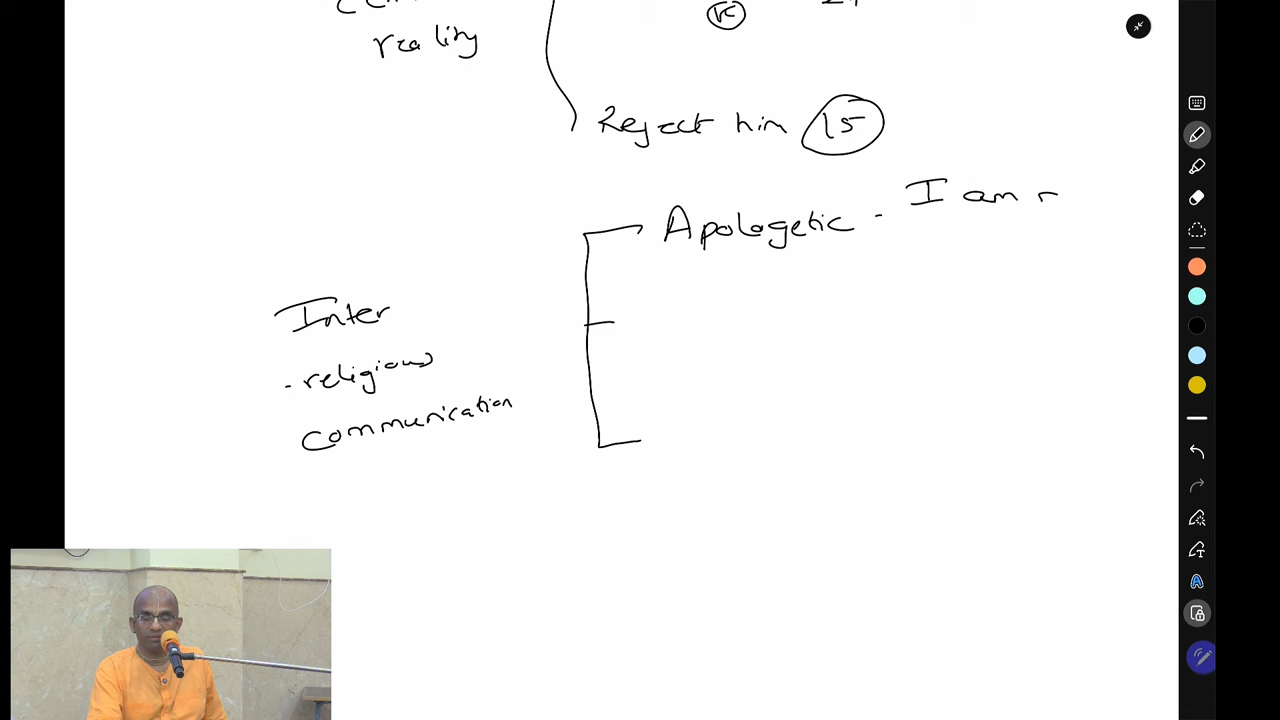 reality
K
Reject him 15
Apologetic - I am r
Inter
-religious
communication